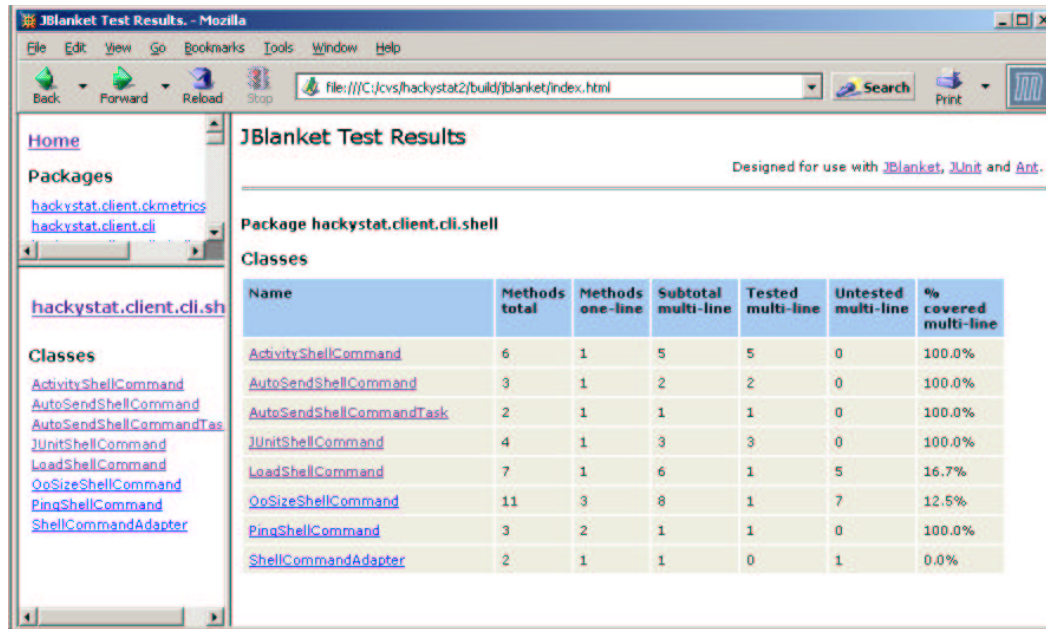 JBlanket Test Results. - Mozilla
File Edit View Go Bookmarks Tools Window Help
Back Forward Reload Stop file:///C:/cvs/hackystat2/build/jblanket/index.html Search Print
Home
Packages
hackystat.client.ckmetrics
hackystat.client.cli
hackystat.client.cli.sh
Classes
ActivityShellCommand
AutoSendShellCommand
AutoSendShellCommandTas
JUnitShellCommand
LoadShellCommand
OoSizeShellCommand
PingShellCommand
ShellCommandAdapter
JBlanket Test Results
Designed for use with JBlanket, JUnit and Ant.
Package hackystat.client.cli.shell
Classes
Name Methods total Methods one-line Subtotal multi-line Tested multi-line Untested multi-line % covered multi-line
ActivityShellCommand 6 1 5 5 0 100.0%
AutoSendShellCommand 3 1 2 2 0 100.0%
AutoSendShellCommandTask 2 1 1 1 0 100.0%
JUnitShellCommand 4 1 3 3 0 100.0%
LoadShellCommand 7 1 6 1 5 16.7%
OoSizeShellCommand 11 3 8 1 7 12.5%
PingShellCommand 3 2 1 1 0 100.0%
ShellCommandAdapter 2 1 1 0 1 0.0%